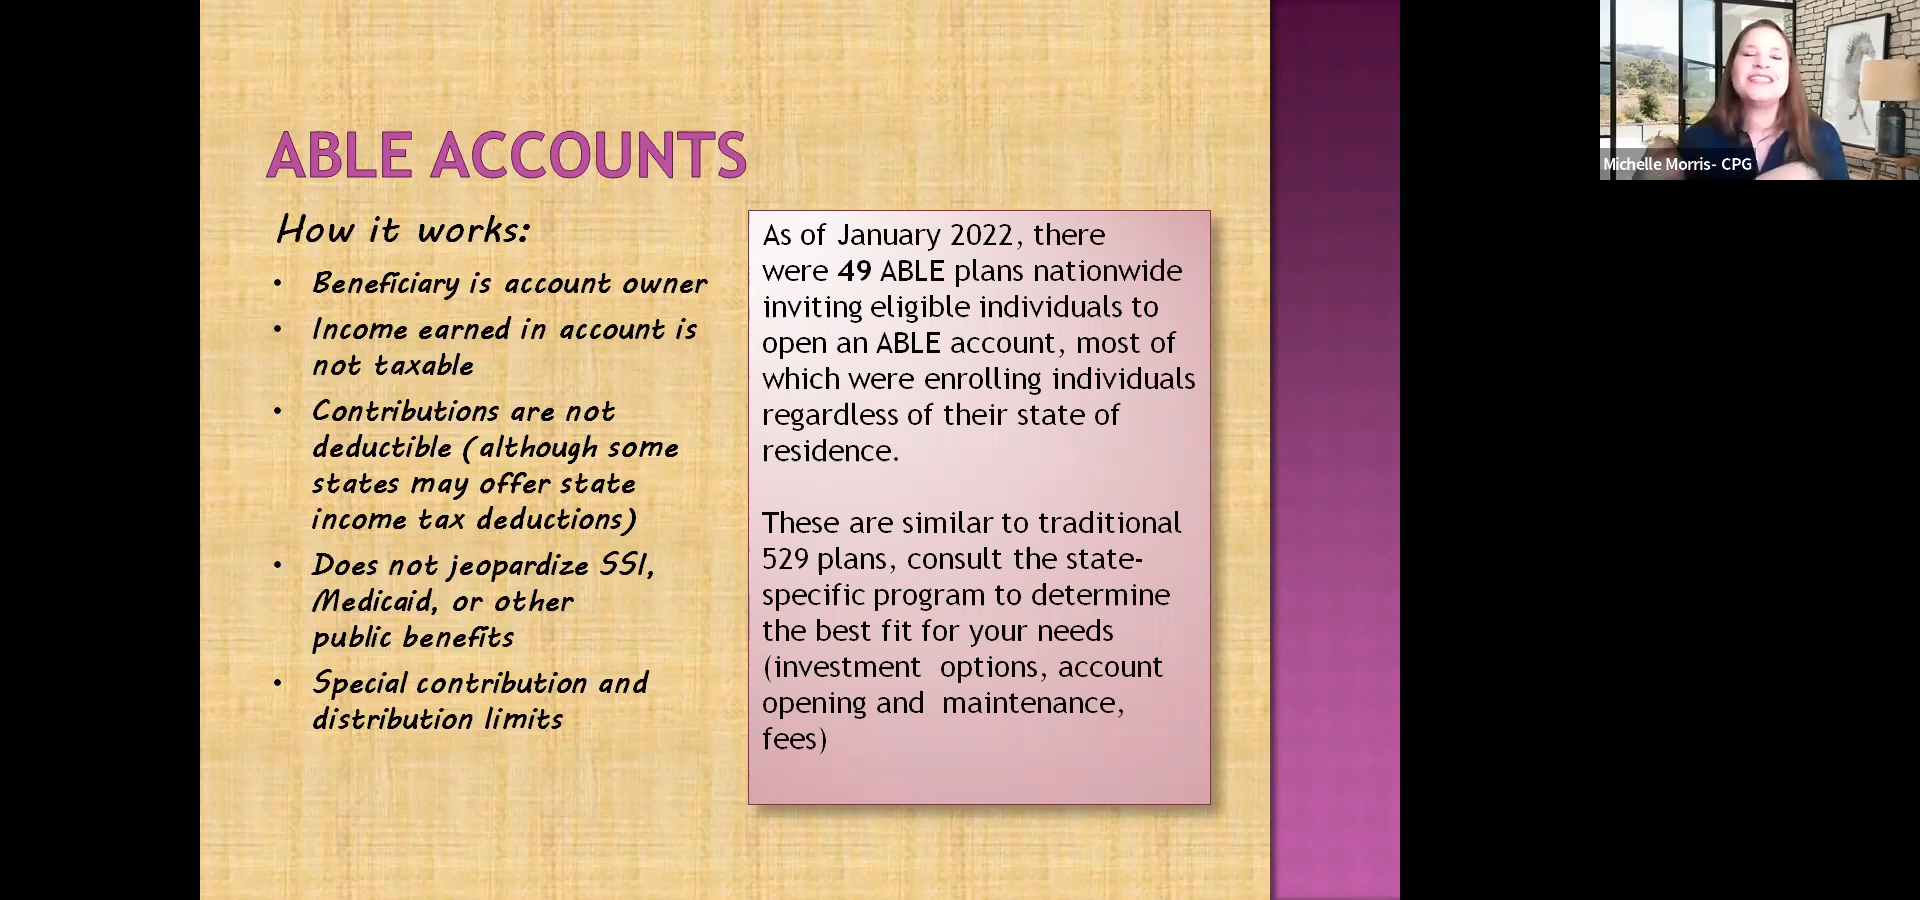 ABLE ACCOUNTS
How it works:
• Beneficiary is account owner
• Income earned in account is
not taxable
• Contributions are not
deductible (although some
states may offer state
income tax deductions)
• Does not jeopardize SSI,
Medicaid, or other
public benefits
• Special contribution and
distribution limits
As of January 2022, there
were 49 ABLE plans nationwide
inviting eligible individuals to
open an ABLE account, most of
which were enrolling individuals
regardless of their state of
residence.
These are similar to traditional
529 plans, consult the state-
specific program to determine
the best fit for your needs
(investment options, account
opening and maintenance,
fees)
Michelle Morris- CPG